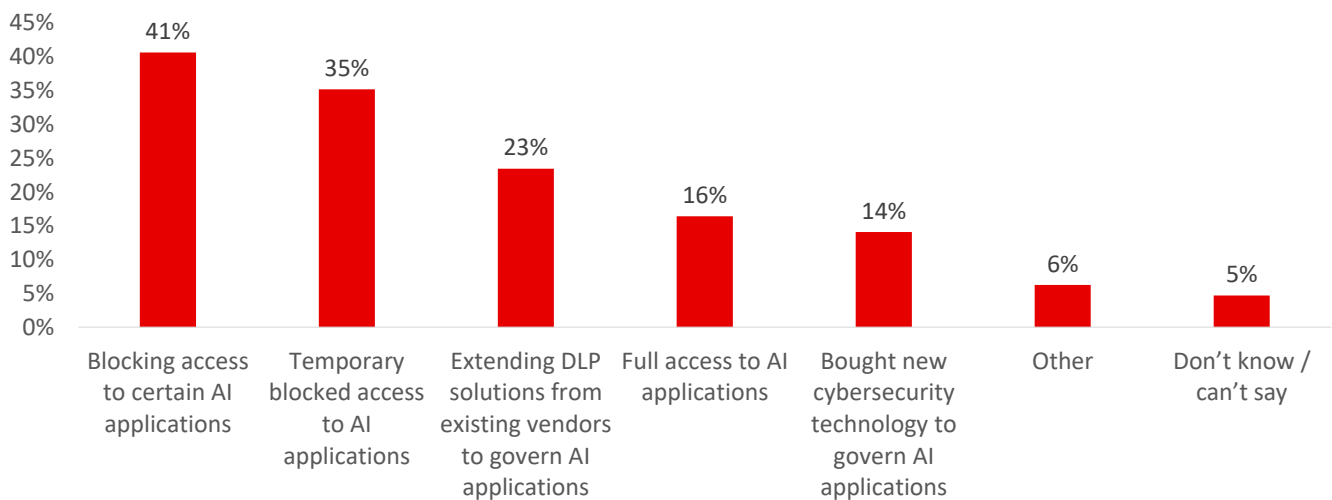 45%
40%
35%
30%
25%
20%
15%
10%
5%
0%
41%
35%
23%
16%
14%
6%
5%
Blocking access
to certain AI
applications
Temporary
blocked access
to AI
applications
Extending DLP
solutions from
existing vendors
to govern AI
applications
Full access to AI
applications
Bought new
cybersecurity
technology to
govern AI
applications
Other
Don’t know /
can’t say